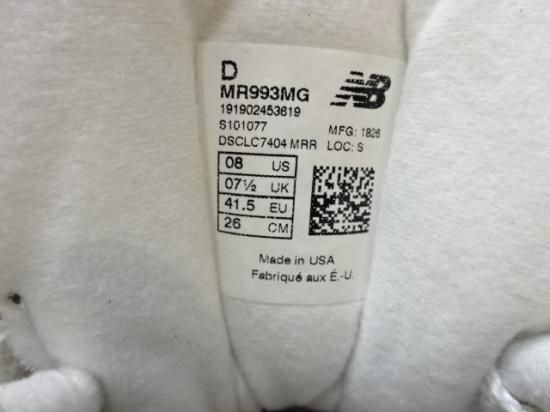 D
MR993MG
191902453619
S101077
MFG: 1826
DSCLC7404 MRR
LOC: S
08 US
07½ UK
41.5 EU
26 CM
NB
Made in USA
Fabriqué aux É.-U.